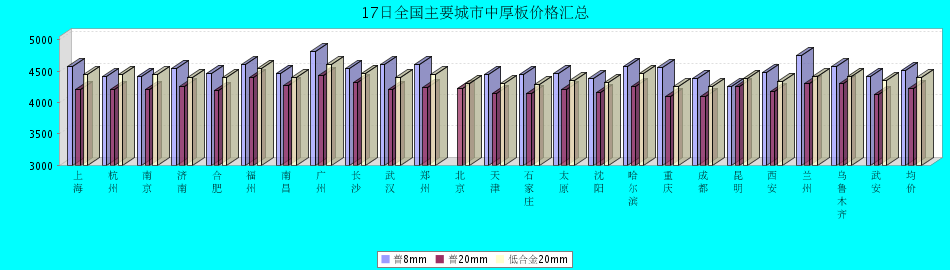 17日全国主要城市中厚板价格汇总
5000
4500
4000
3500
3000
上海
杭州
南京
济南
合肥
福州
南昌
广州
长沙
武汉
郑州
北京
天津
石家庄
太原
沈阳
哈尔滨
重庆
成都
昆明
西安
兰州
乌鲁木齐
武安
均价
普8mm 普20mm 低合金20mm